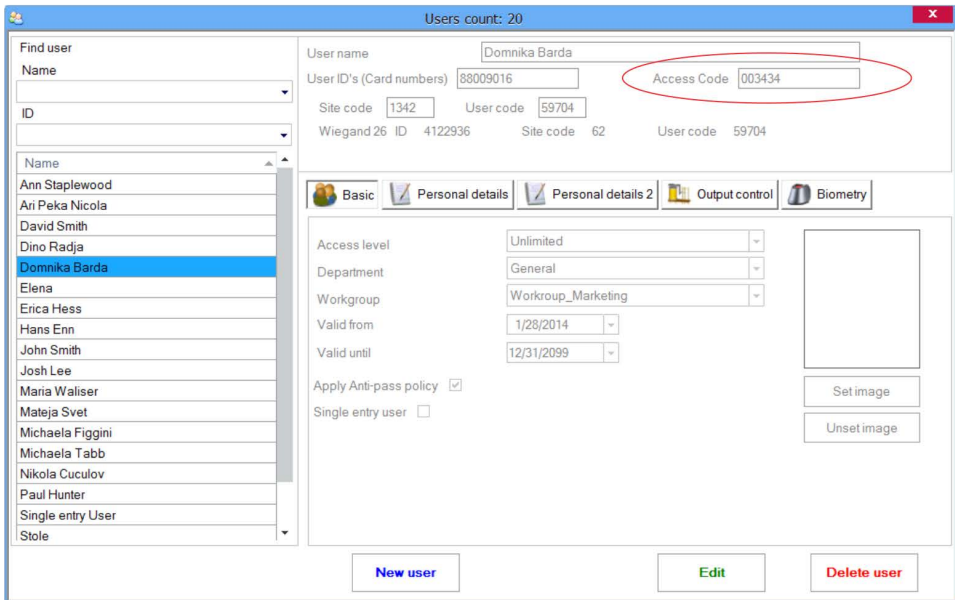 Users count: 20
x
Find user
Name
ID
Name
Ann Staplewood
Ari Peka Nicola
David Smith
Dino Radja
Domnika Barda
Elena
Erica Hess
Hans Enn
John Smith
Josh Lee
Maria Waliser
Mateja Svet
Michaela Figgini
Michaela Tabb
Nikola Cuculov
Paul Hunter
Single entry User
Stole
User name Domnika Barda
User ID's (Card numbers) 88009016 Access Code 003434
Site code 1342 User code 59704
Wiegand 26 ID 4122936 Site code 62 User code 59704
Basic Personal details Personal details 2 Output control Biometry
Access level Unlimited
Department General
Workgroup Workroup_Marketing
Valid from 1/28/2014
Valid until 12/31/2099
Apply Anti-pass policy
Single entry user
Set image
Unset image
New user Edit Delete user